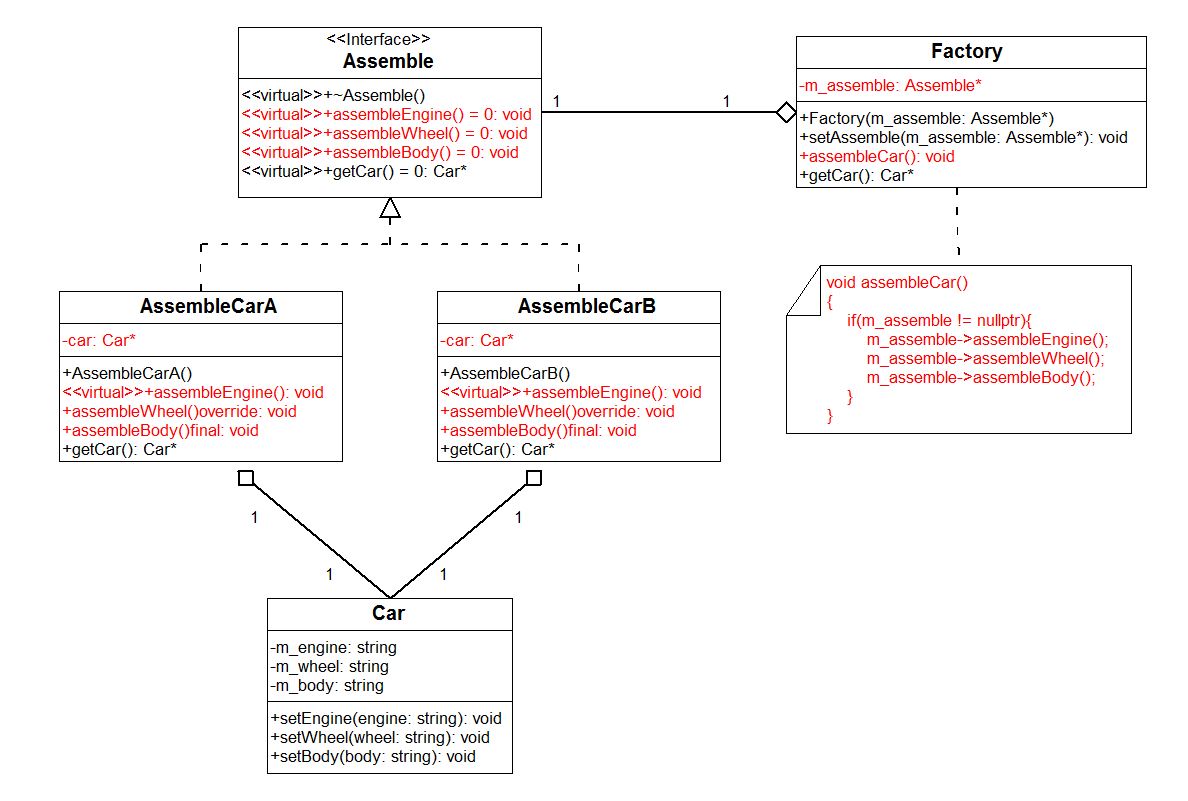 <<Interface>>
Assemble
<<virtual>>+~Assemble()
<<virtual>>+assembleEngine() = 0: void
<<virtual>>+assembleWheel() = 0: void
<<virtual>>+assembleBody() = 0: void
<<virtual>>+getCar() = 0: Car*
1
1
Factory
-m_assemble: Assemble*
+Factory(m_assemble: Assemble*)
+setAssemble(m_assemble: Assemble*): void
+assembleCar(): void
+getCar(): Car*
AssembleCarA
-car: Car*
+AssembleCarA()
<<virtual>>+assembleEngine(): void
+assembleWheel()override: void
+assembleBody()final: void
+getCar(): Car*
AssembleCarB
-car: Car*
+AssembleCarB()
<<virtual>>+assembleEngine(): void
+assembleWheel()override: void
+assembleBody()final: void
+getCar(): Car*
void assembleCar()
{
if(m_assemble != nullptr){
m_assemble->assembleEngine();
m_assemble->assembleWheel();
m_assemble->assembleBody();
}
}
1
1
1
1
Car
-m_engine: string
-m_wheel: string
-m_body: string
+setEngine(engine: string): void
+setWheel(wheel: string): void
+setBody(body: string): void